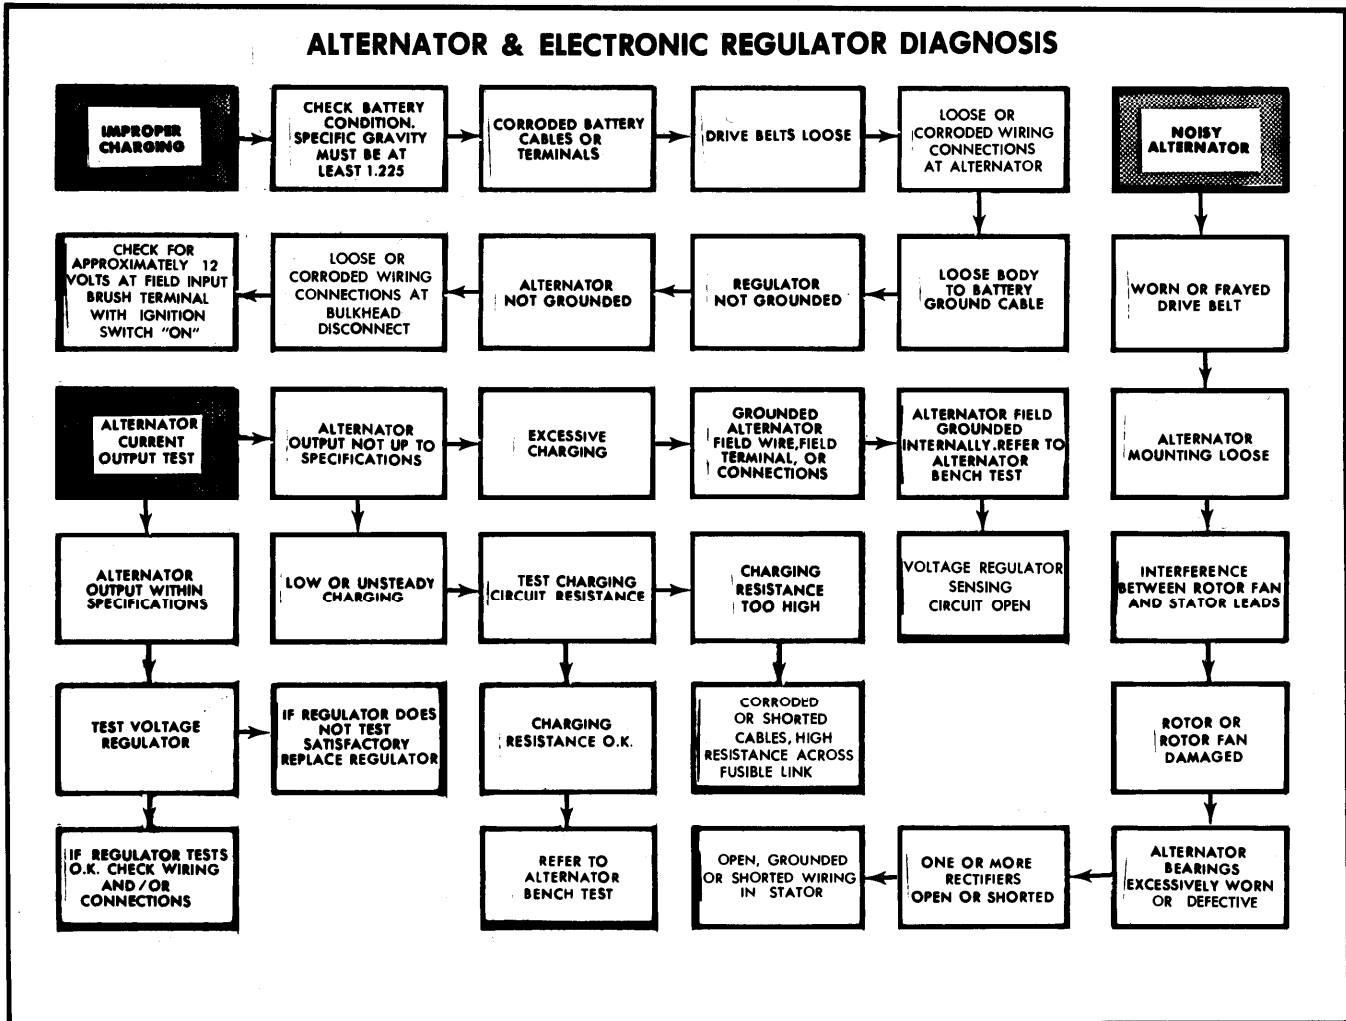 ALTERNATOR & ELECTRONIC REGULATOR DIAGNOSIS
IMPROPER
CHARGING
CHECK BATTERY
CONDITION.
SPECIFIC GRAVITY
MUST BE AT
LEAST 1.225
CORRODED BATTERY
CABLES OR
TERMINALS
DRIVE BELTS LOOSE
LOOSE OR
CORRODED WIRING
CONNECTIONS
AT ALTERNATOR
NOISY
ALTERNATOR
CHECK FOR
APPROXIMATELY 12
VOLTS AT FIELD INPUT
BRUSH TERMINAL
WITH IGNITION
SWITCH "ON"
LOOSE OR
CORRODED WIRING
CONNECTIONS AT
BULKHEAD
DISCONNECT
ALTERNATOR
NOT GROUNDED
REGULATOR
NOT GROUNDED
LOOSE BODY
TO BATTERY
GROUND CABLE
WORN OR FRAYED
DRIVE BELT
ALTERNATOR
CURRENT
OUTPUT TEST
ALTERNATOR
OUTPUT NOT UP TO
SPECIFICATIONS
EXCESSIVE
CHARGING
GROUNDED
ALTERNATOR
FIELD WIRE, FIELD
TERMINAL, OR
CONNECTIONS
ALTERNATOR FIELD
GROUNDED
INTERNALLY. REFER TO
ALTERNATOR
BENCH TEST
ALTERNATOR
MOUNTING LOOSE
ALTERNATOR
OUTPUT WITHIN
SPECIFICATIONS
LOW OR UNSTEADY
CHARGING
TEST CHARGING
CIRCUIT RESISTANCE
CHARGING
RESISTANCE
TOO HIGH
VOLTAGE REGULATOR
SENSING
CIRCUIT OPEN
INTERFERENCE
BETWEEN ROTOR FAN
AND STATOR LEADS
TEST VOLTAGE
REGULATOR
IF REGULATOR DOES
NOT TEST
SATISFACTORY
REPLACE REGULATOR
CHARGING
RESISTANCE O.K.
CORRODED
OR SHORTED
CABLES, HIGH
RESISTANCE ACROSS
FUSIBLE LINK
ROTOR OR
ROTOR FAN
DAMAGED
IF REGULATOR TESTS
O.K. CHECK WIRING
AND/OR
CONNECTIONS
REFER TO
ALTERNATOR
BENCH TEST
OPEN, GROUNDED
OR SHORTED WIRING
IN STATOR
ONE OR MORE
RECTIFIERS
OPEN OR SHORTED
ALTERNATOR
BEARINGS
EXCESSIVELY WORN
OR DEFECTIVE